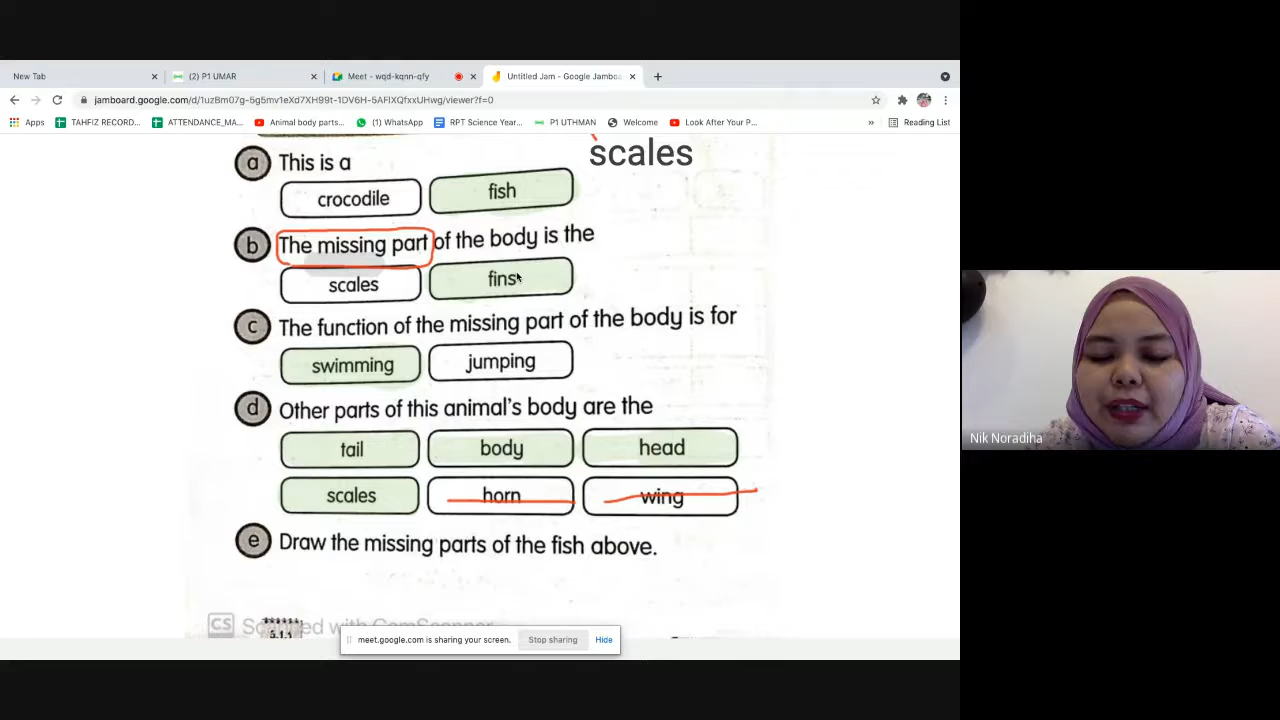 New Tab
(2) P1 UMAR
Meet - wqd-kqnn-qfy
Untitled Jam - Google Jamboa
jamboard.google.com/d/1uzBm07g-5g5mv1eXd7XH99t-1DV6H-5AFIXQfxxUHwg/viewer?f=0
Apps
TAHFIZ RECORD...
ATTENDANCE_MA...
Animal body parts...
(1) WhatsApp
RPT Science Year...
P1 UTHMAN
Welcome
Look After Your P...
»
Reading List
scales
a This is a
crocodile fish
b The missing part of the body is the
scales fins
c The function of the missing part of the body is for
swimming jumping
d Other parts of this animal's body are the
tail body head
scales horn wing
e Draw the missing parts of the fish above.
CS Scanned with CamScanner
5.1.1
meet.google.com is sharing your screen. Stop sharing Hide
Nik Noradiha